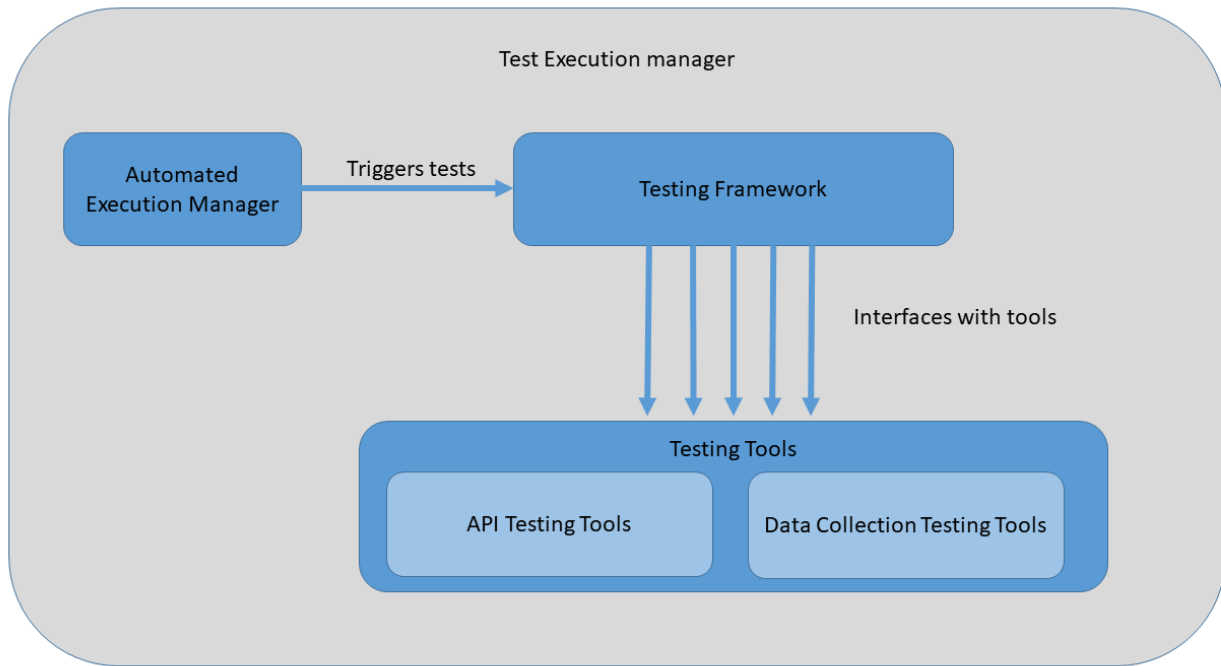 Test Execution manager
Automated
Execution Manager
Triggers tests
Testing Framework
Interfaces with tools
Testing Tools
API Testing Tools
Data Collection Testing Tools